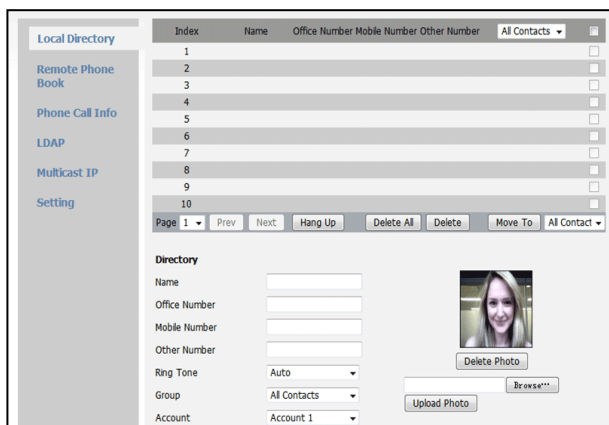 Local Directory
Remote Phone
Book
Phone Call Info
LDAP
Multicast IP
Setting
Index Name Office Number Mobile Number Other Number All Contacts
1
2
3
4
5
6
7
8
9
10
Page 1 Prev Next Hang Up Delete All Delete Move To All Contact
Directory
Name
Office Number
Mobile Number
Other Number
Ring Tone Auto
Group All Contacts
Account Account 1
Delete Photo
Browse...
Upload Photo